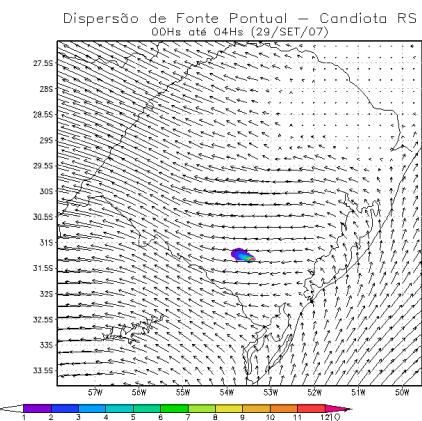 Dispersão de Fonte Pontual – Candiota RS
00Hs até 04Hs (29/SET/07)
27.5S
28S
28.5S
29S
29.5S
30S
30.5S
31S
31.5S
32S
32.5S
33S
33.5S
57W 56W 55W 54W 53W 52W 51W 50W
1 2 3 4 5 6 7 8 9 10 11 1210